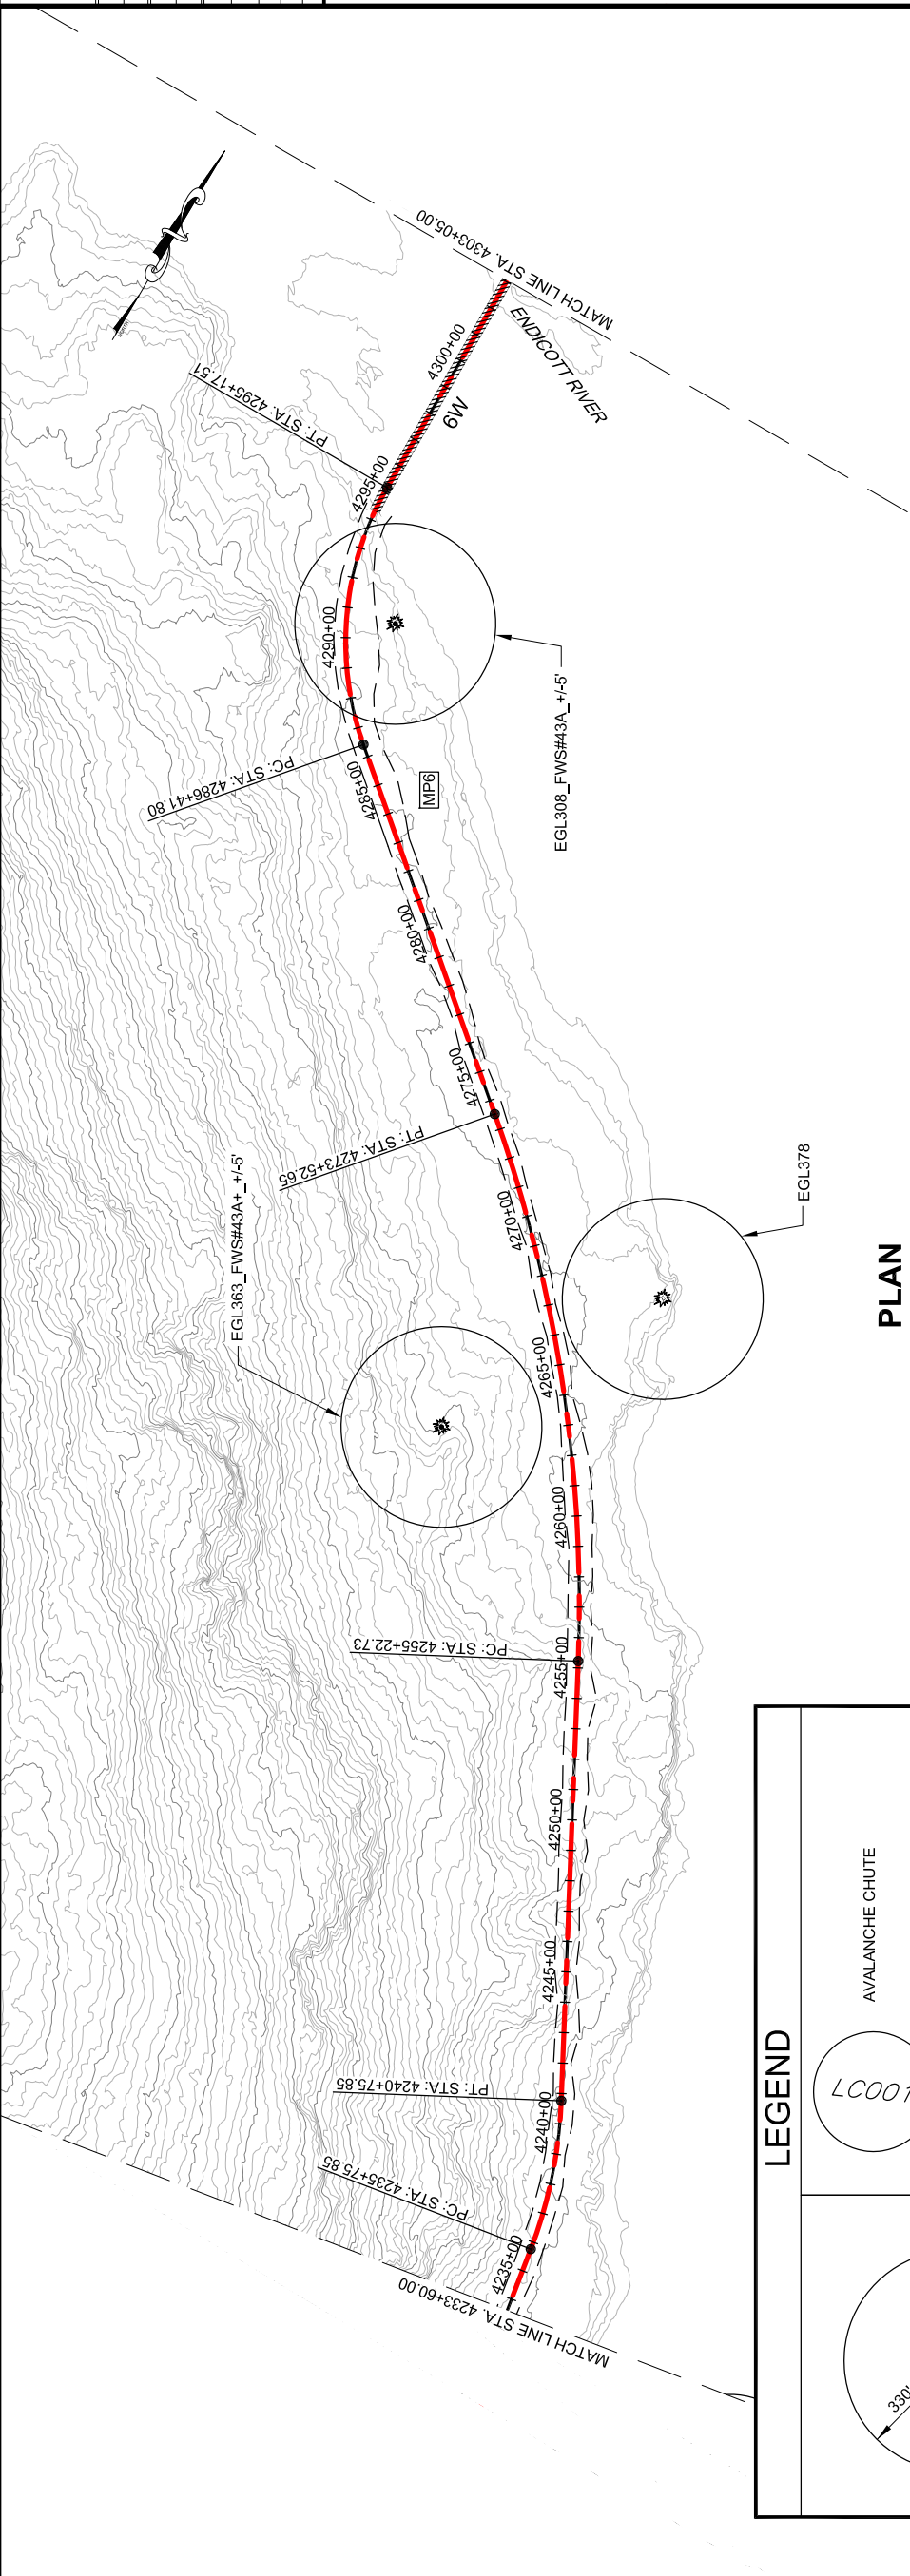 MATCH LINE STA. 4303+05.00
ENDICOTT RIVER
4300+00
6W
PT: STA: 4295+17.51
4295+00
4290+00
EGL308_FWS#43A_+/-5'
PC: STA: 4286+41.80
4285+00
MP6
4280+00
4275+00
PT: STA: 4273+52.65
4270+00
EGL363_FWS#43A+_+/-5'
EGL378
4265+00
4260+00
PC: STA: 4255+22.73
4255+00
4250+00
4245+00
PT: STA: 4240+75.85
4240+00
PC: STA: 4235+75.85
4235+00
MATCH LINE STA. 4233+60.00
PLAN
LEGEND
LC001
AVALANCHE CHUTE
330'